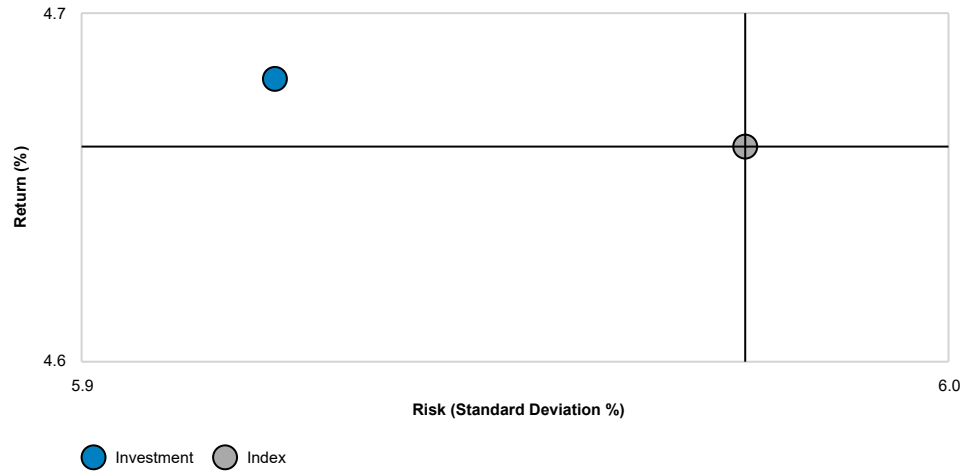 4.7
Return (%)
4.6
5.9
6.0
Risk (Standard Deviation %)
Investment
Index